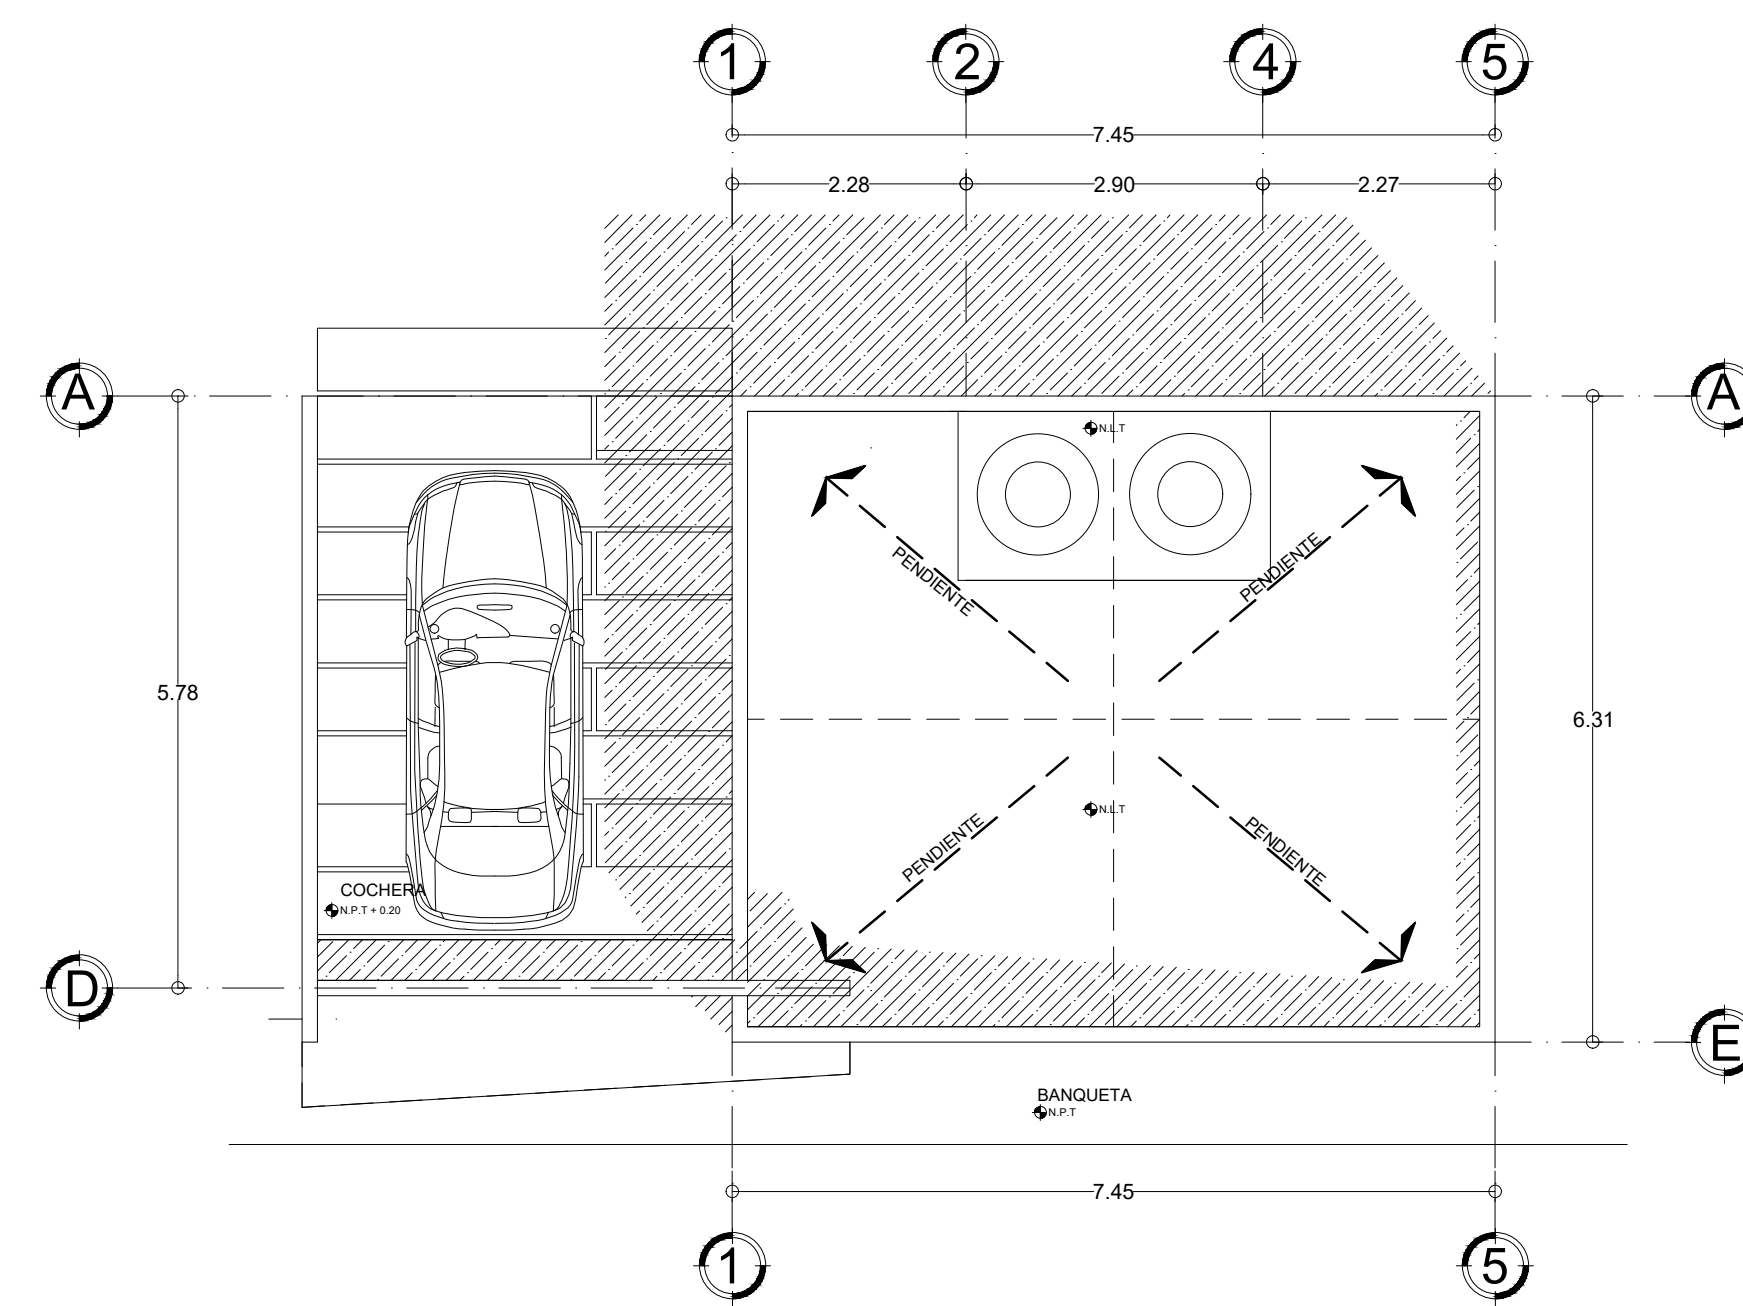 1 2 4 5
7.45
2.28 2.90 2.27
A A
N.L.T
PENDIENTE PENDIENTE
5.78 6.31
N.L.T
PENDIENTE PENDIENTE
COCHERA
N.P.T + 0.20
D E
BANQUETA
N.P.T
7.45
1 5